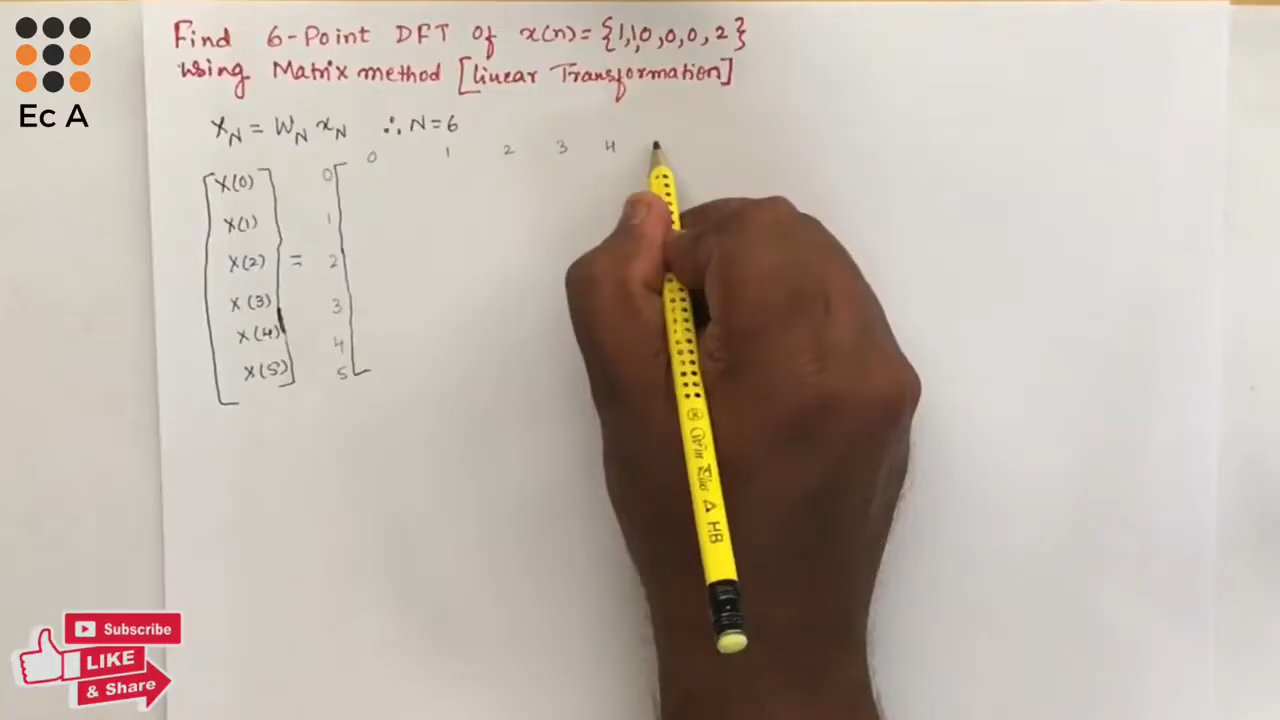 Find 6-Point DFT of x(n)= {1,1,0,0,0,2}
using Matrix method [linear Transformation]
Ec A
X_N = W_N x_N ∴ N=6
0 1 2 3 4
X(0) 0
X(1) 1
X(2) = 2
X(3) 3
X(4) 4
X(5) 5
HB
Subscribe
LIKE
& Share